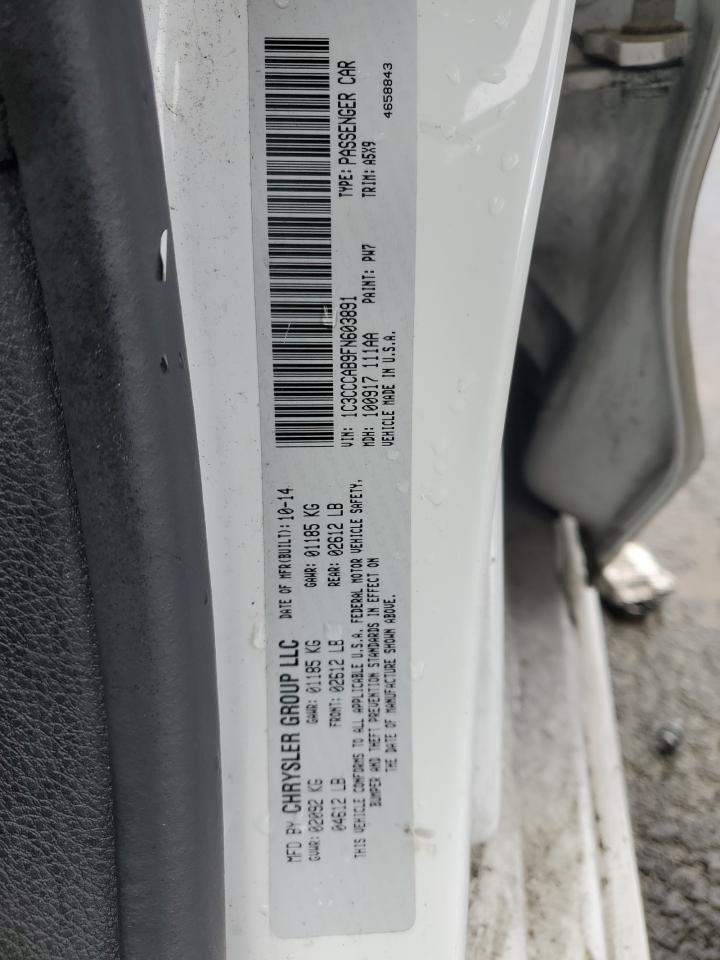 MFD BY CHRYSLER GROUP LLC DATE OF MFR(BUILT): 10-14
GVWR: 02092 KG GAWR: 01185 KG GAWR: 01185 KG
04612 LB FRONT: 02612 LB REAR: 02612 LB
THIS VEHICLE CONFORMS TO ALL APPLICABLE U.S.A. FEDERAL MOTOR VEHICLE SAFETY,
BUMPER AND THEFT PREVENTION STANDARDS IN EFFECT ON
THE DATE OF MANUFACTURE SHOWN ABOVE.
VIN: 1C3CCCAB9FN603891 TYPE: PASSENGER CAR
MDH: 100917 111AA PAINT: PW7 TRIM: A5X9
VEHICLE MADE IN U.S.A. 4658843